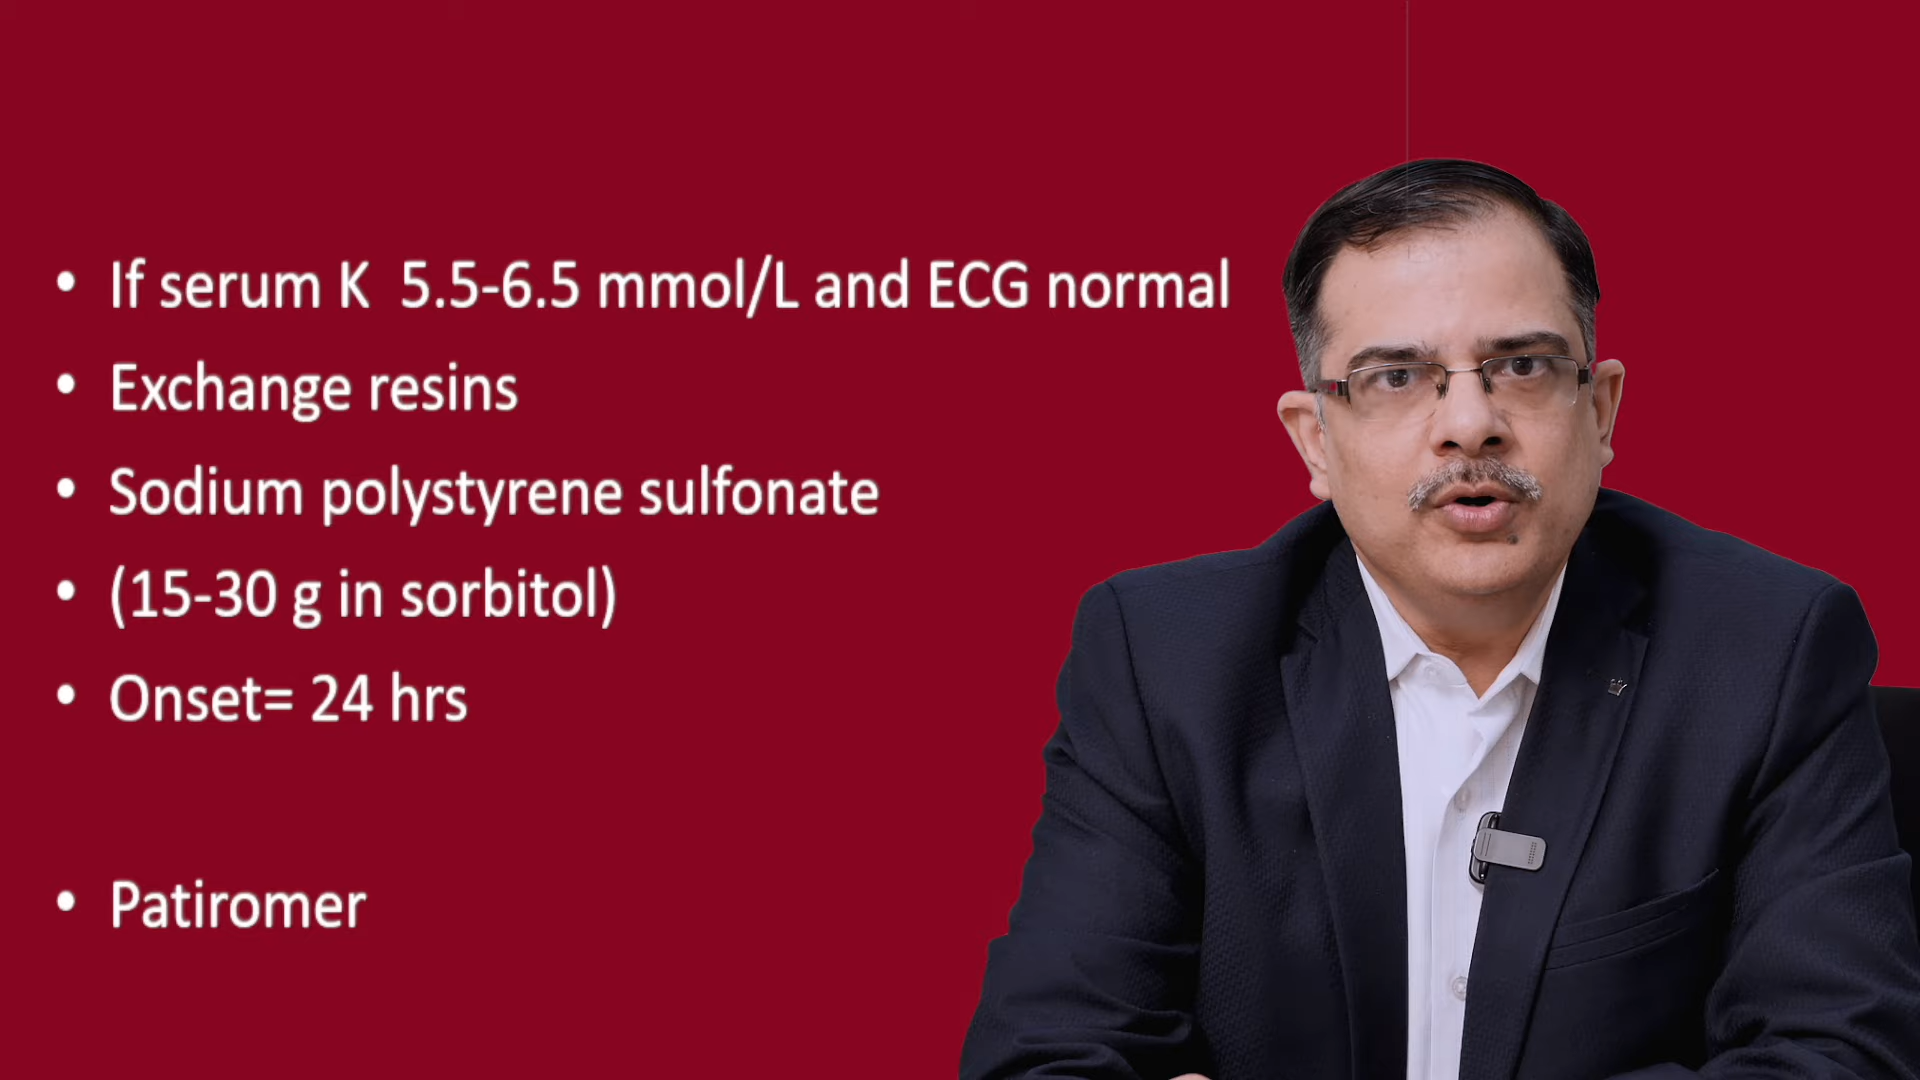 • If serum K 5.5-6.5 mmol/L and ECG normal
• Exchange resins
• Sodium polystyrene sulfonate
• (15-30 g in sorbitol)
• Onset= 24 hrs
• Patiromer